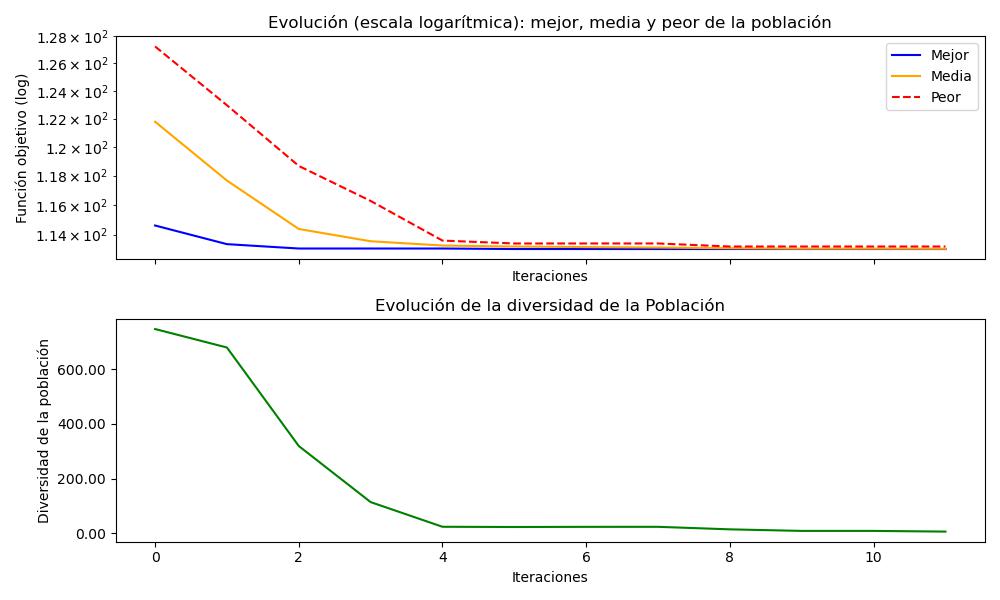 Evolución (escala logarítmica): mejor, media y peor de la población
Función objetivo (log)
1.28 × 10²
1.26 × 10²
1.24 × 10²
1.22 × 10²
1.2 × 10²
1.18 × 10²
1.16 × 10²
1.14 × 10²
Mejor
Media
Peor
Iteraciones
Evolución de la diversidad de la Población
Diversidad de la población
600.00
400.00
200.00
0.00
0 2 4 6 8 10
Iteraciones